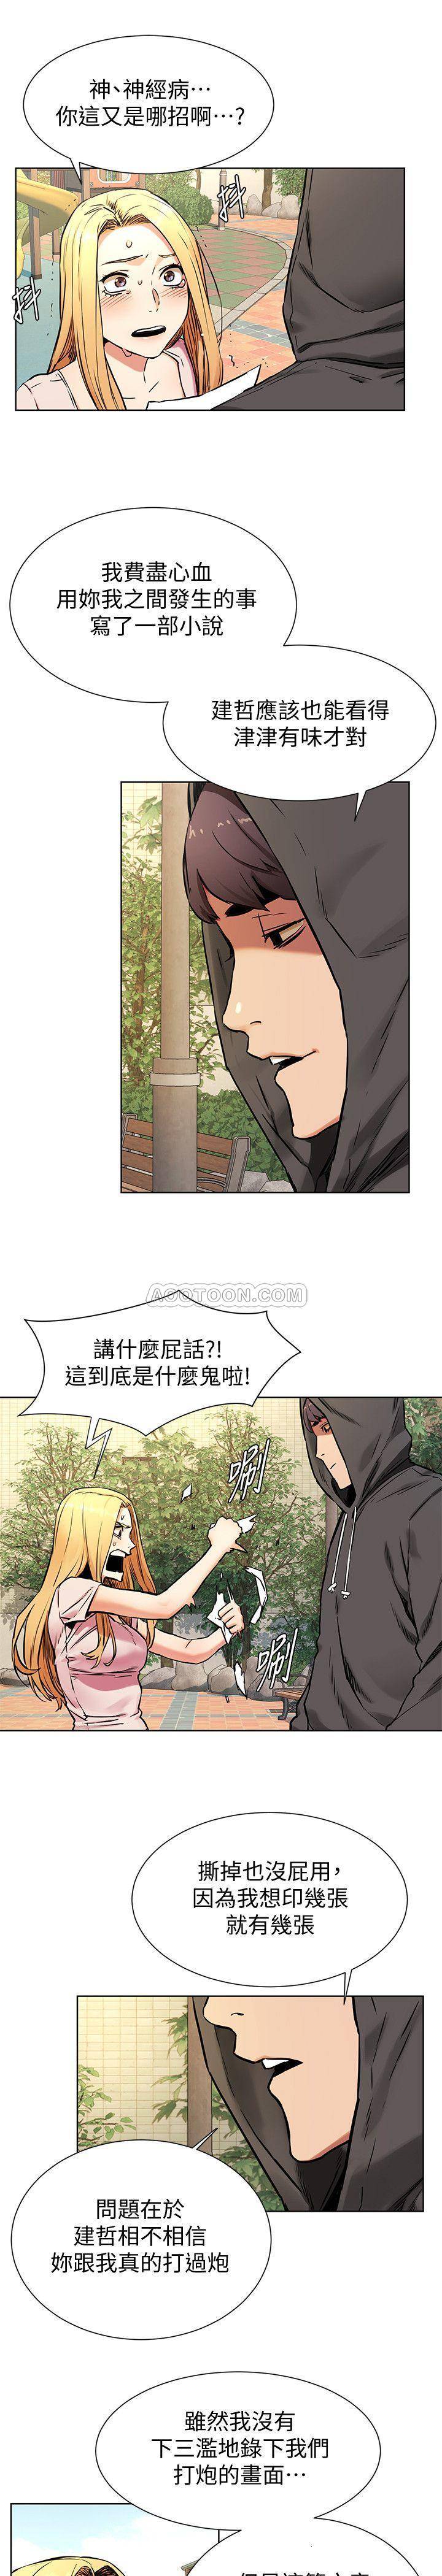 神、神經病⋯
你這又是哪招啊⋯?
抖
抖
我費盡心血
用妳我之間發生的事
寫了一部小說
建哲應該也能看得
津津有味才對
講什麼屁話?!
這到底是什麼鬼啦!
唰
唰
撕掉也沒屁用，
因為我想印幾張
就有幾張
問題在於
建哲相不相信
妳跟我真的打過炮
雖然我沒有
下三濫地錄下我們
打炮的畫面⋯